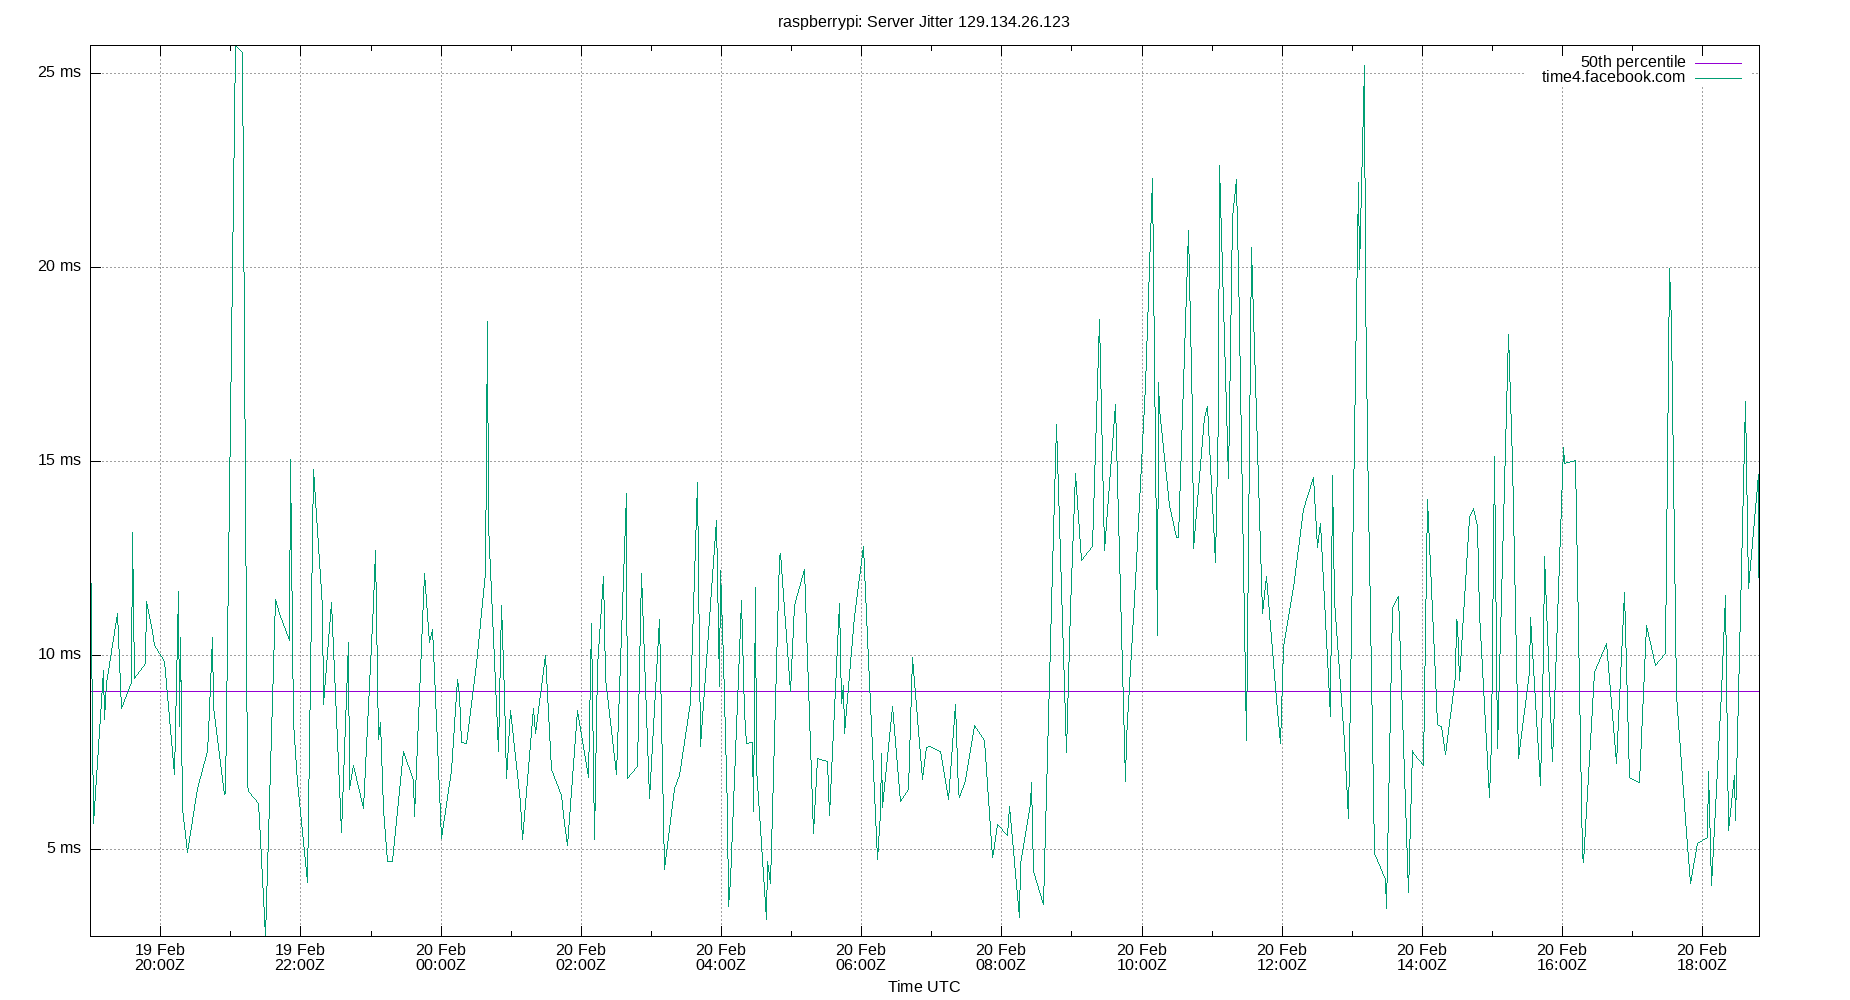 raspberrypi: Server Jitter 129.134.26.123
50th percentile
time4.facebook.com
25 ms
20 ms
15 ms
10 ms
5 ms
19 Feb 19 Feb 20 Feb 20 Feb 20 Feb 20 Feb 20 Feb 20 Feb 20 Feb 20 Feb 20 Feb 20 Feb
20:00Z 22:00Z 00:00Z 02:00Z 04:00Z 06:00Z 08:00Z 10:00Z 12:00Z 14:00Z 16:00Z 18:00Z
Time UTC